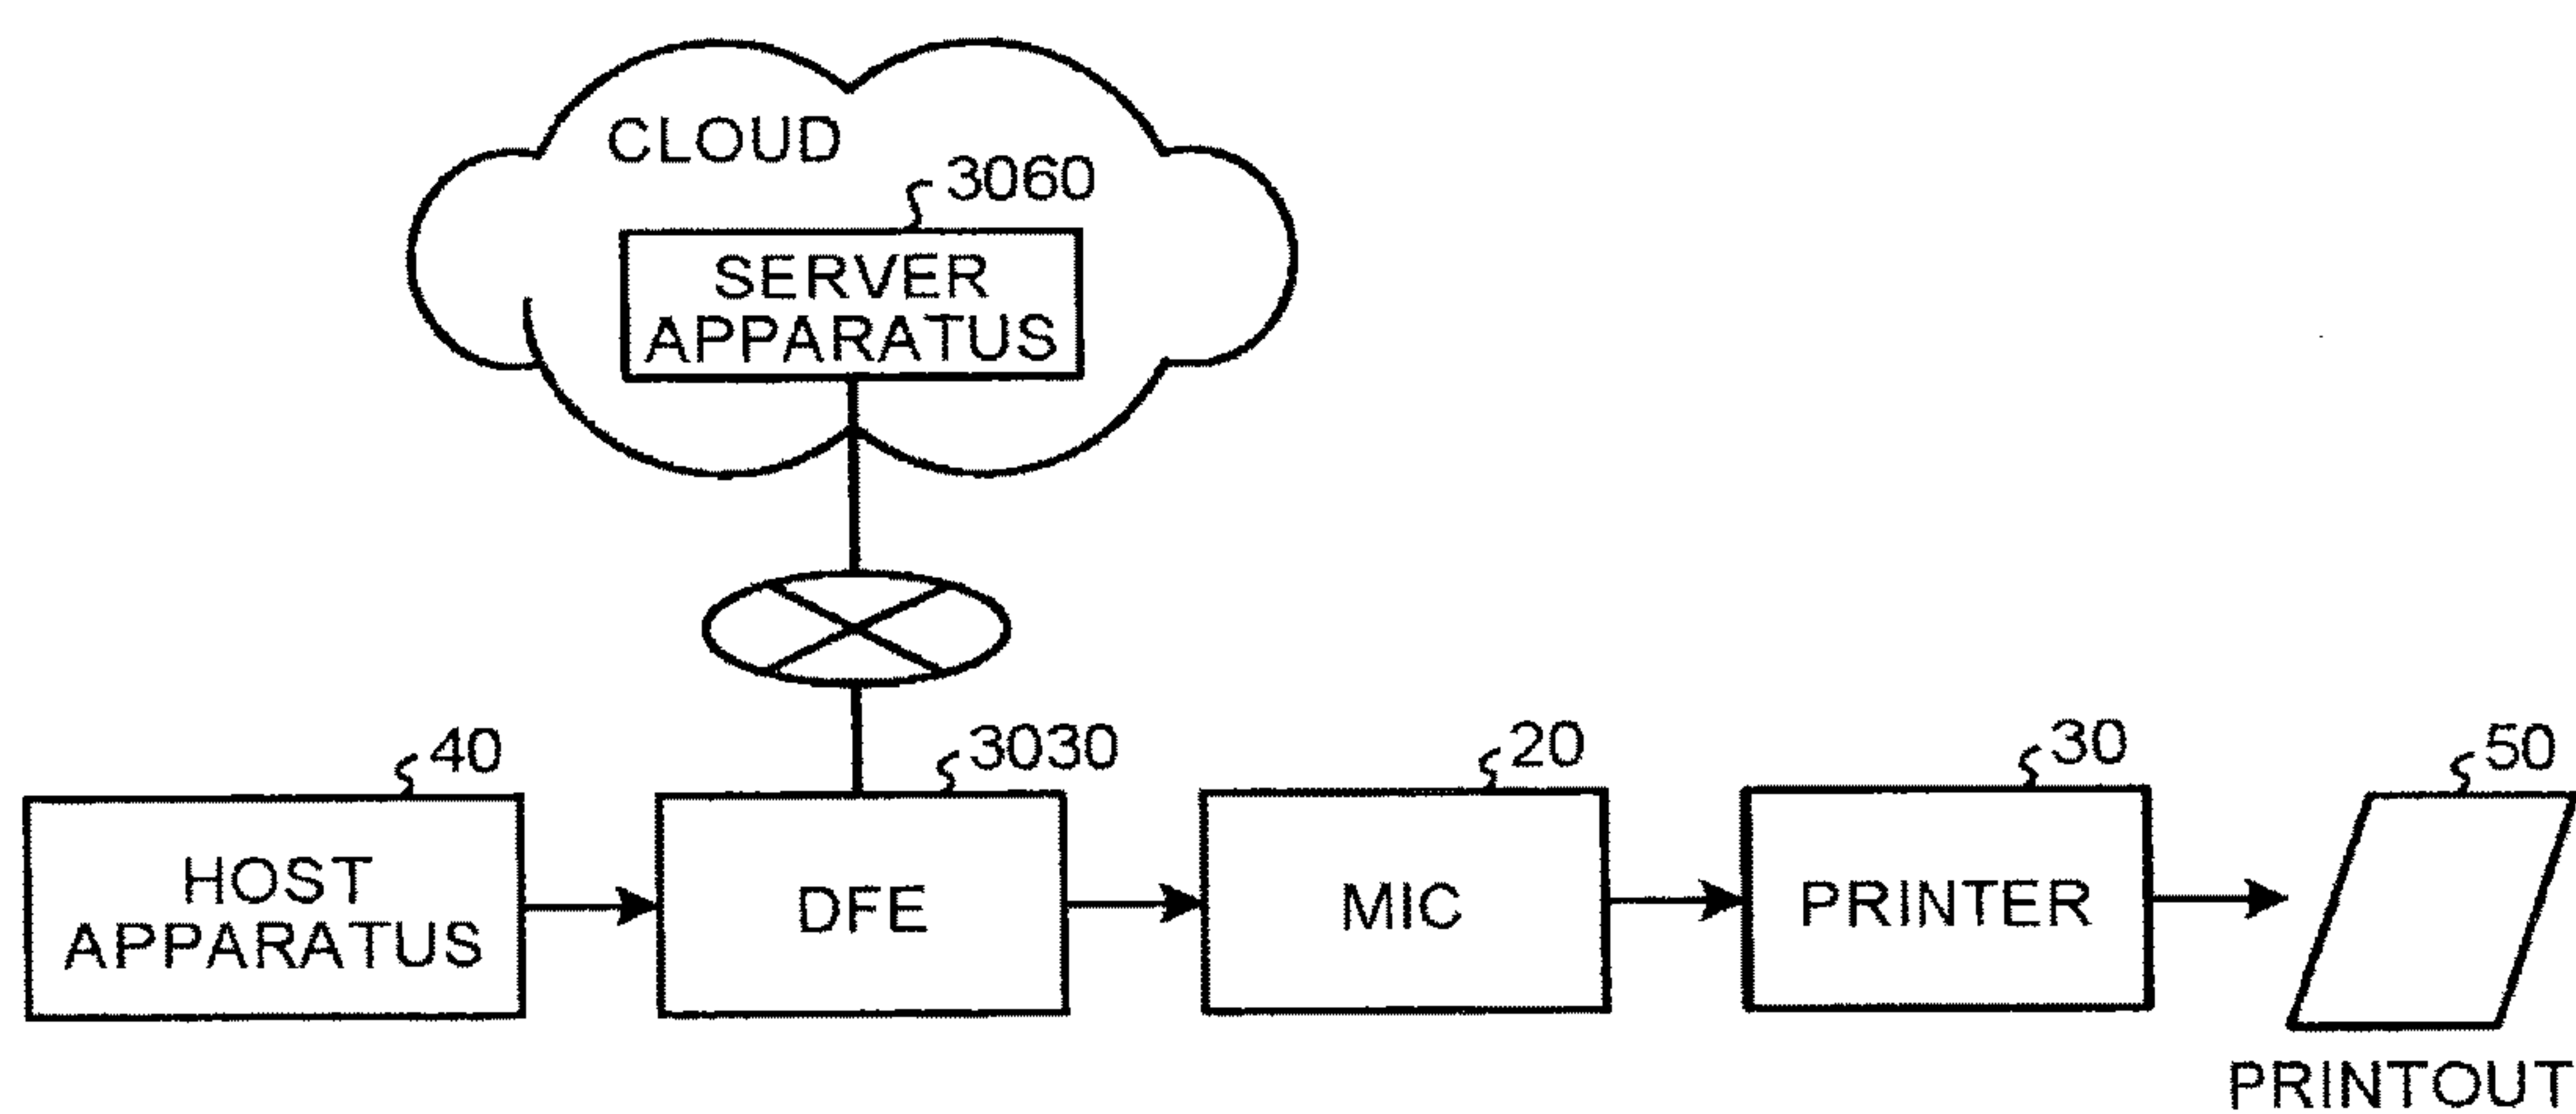 CLOUD
3060
SERVER
APPARATUS
40
3030
20
30
50
HOST
APPARATUS
DFE
MIC
PRINTER
PRINTOUT